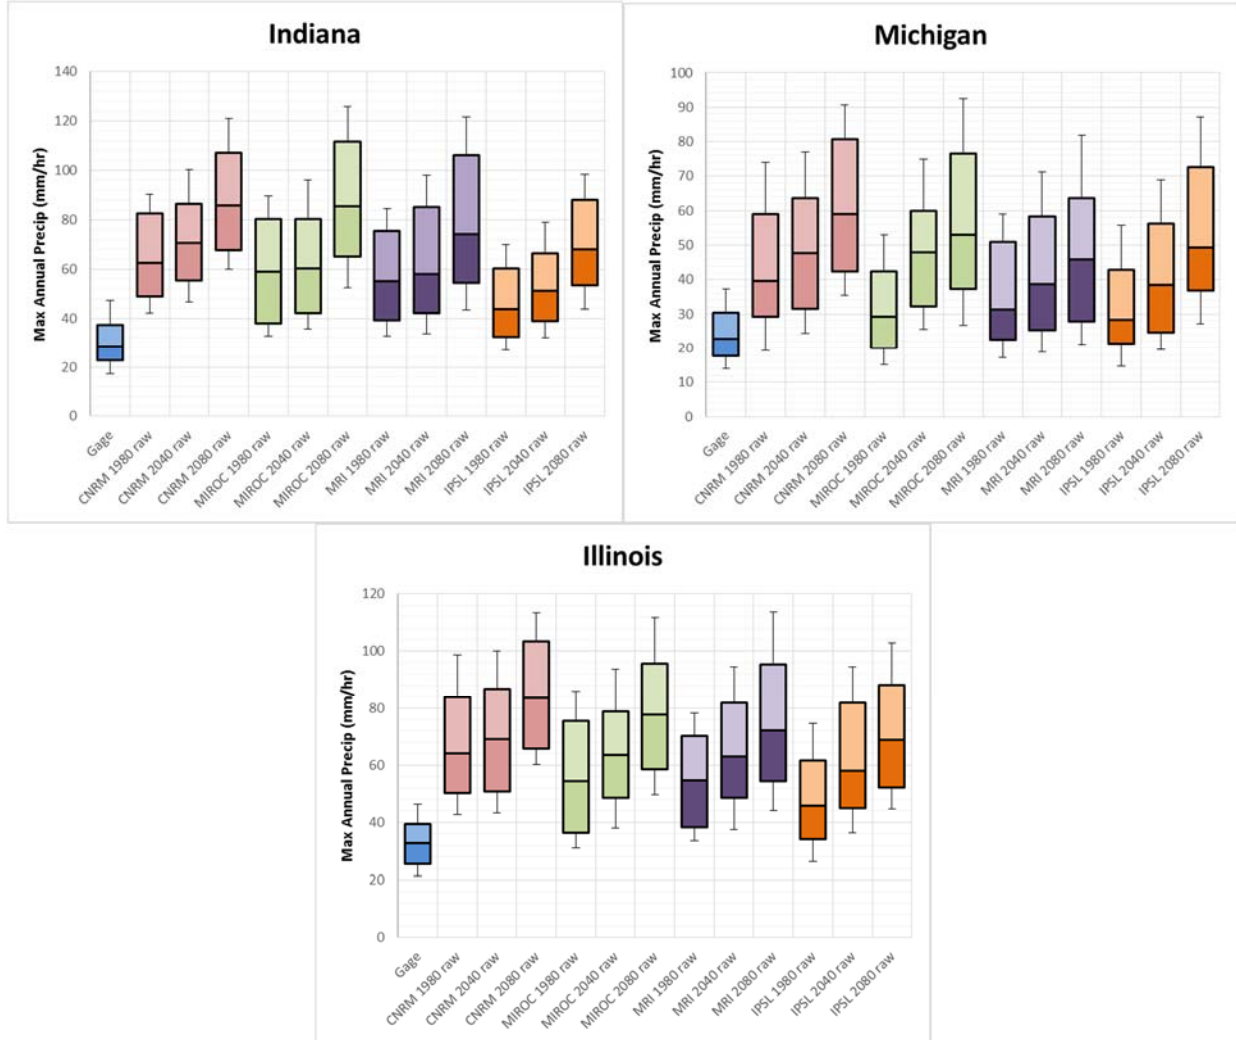 Indiana
Max Annual Precip (mm/hr)
140
120
100
80
60
40
20
0
Gage
CNRM 1980 raw
CNRM 2040 raw
CNRM 2080 raw
MIROC 1980 raw
MIROC 2040 raw
MIROC 2080 raw
MRI 1980 raw
MRI 2040 raw
MRI 2080 raw
IPSL 1980 raw
IPSL 2040 raw
IPSL 2080 raw
Michigan
Max Annual Precip (mm/hr)
100
90
80
70
60
50
40
30
20
10
0
Gage
CNRM 1980 raw
CNRM 2040 raw
CNRM 2080 raw
MIROC 1980 raw
MIROC 2040 raw
MIROC 2080 raw
MRI 1980 raw
MRI 2040 raw
MRI 2080 raw
IPSL 1980 raw
IPSL 2040 raw
IPSL 2080 raw
Illinois
Max Annual Precip (mm/hr)
120
100
80
60
40
20
0
Gage
CNRM 1980 raw
CNRM 2040 raw
CNRM 2080 raw
MIROC 1980 raw
MIROC 2040 raw
MIROC 2080 raw
MRI 1980 raw
MRI 2040 raw
MRI 2080 raw
IPSL 1980 raw
IPSL 2040 raw
IPSL 2080 raw